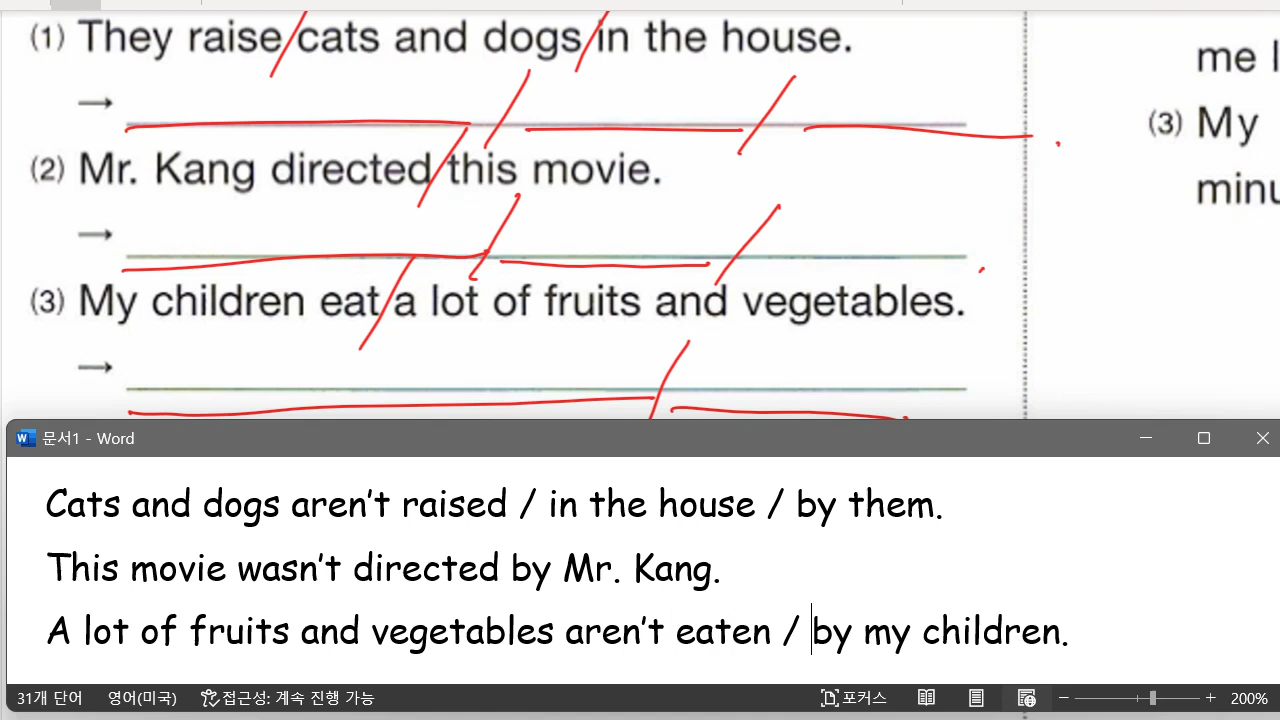 (1) They raise cats and dogs in the house.
→
(2) Mr. Kang directed this movie.
→
(3) My children eat a lot of fruits and vegetables.
→
me l
(3) My
minu
문서1 - Word
Cats and dogs aren't raised / in the house / by them.
This movie wasn't directed by Mr. Kang.
A lot of fruits and vegetables aren't eaten / by my children.
31개 단어 영어(미국) 접근성: 계속 진행 가능 포커스 200%